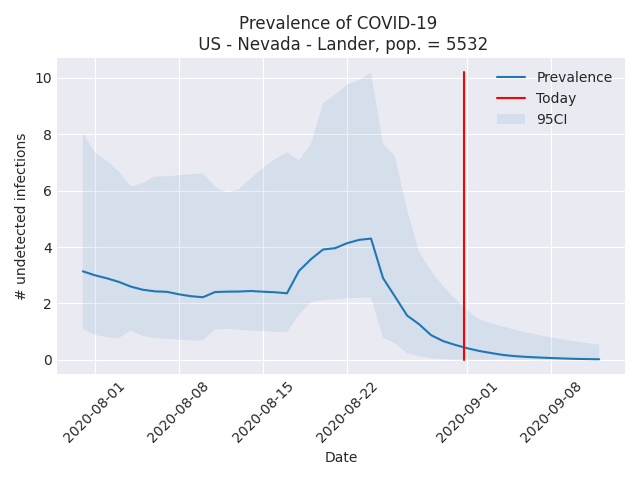 Prevalence of COVID-19
US - Nevada - Lander, pop. = 5532
Prevalence
Today
95CI
# undetected infections
10
8
6
4
2
0
2020-08-01
2020-08-08
2020-08-15
2020-08-22
2020-09-01
2020-09-08
Date